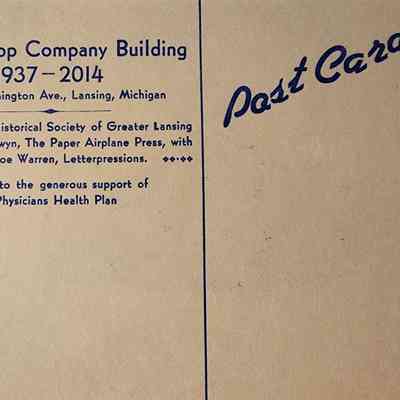 op Company Building
937–2014
ington Ave., Lansing, Michigan
istorical Society of Greater Lansing
wyn, The Paper Airplane Press, with
oe Warren, Letterpressions.
to the generous support of
Physicians Health Plan
Post Card